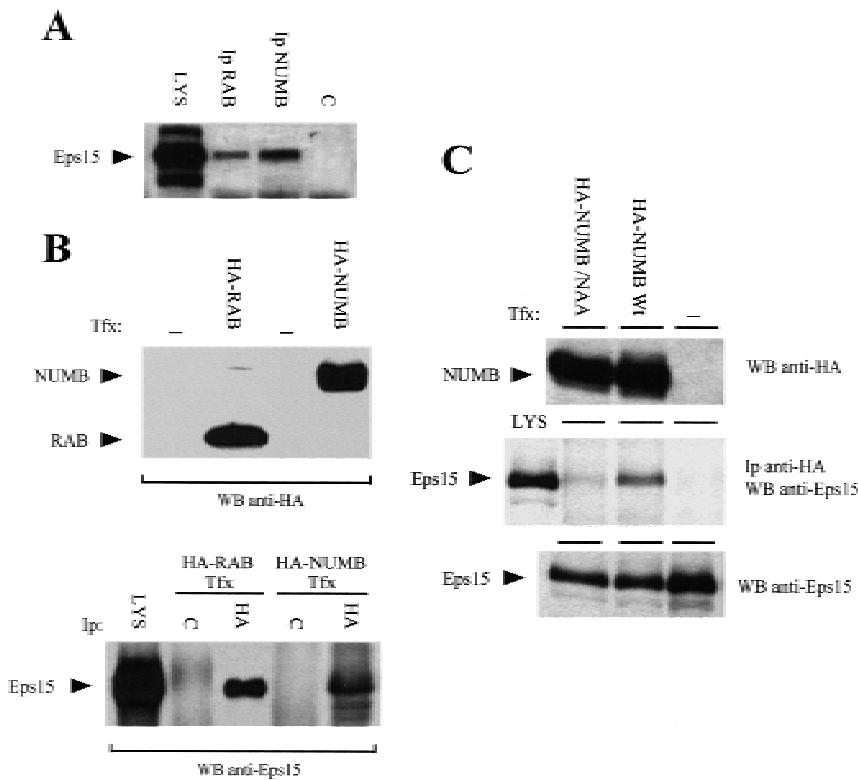 A
LYS
Ip RAB
Ip NUMB
C
Eps15
B
Tfx:
–
HA-RAB
–
HA-NUMB
NUMB
RAB
WB anti-HA
HA-RAB
Tfx
HA-NUMB
Tfx
Ip:
LYS
C
HA
C
HA
Eps15
WB anti-Eps15
C
Tfx:
HA-NUMB /NAA
HA-NUMB Wt
–
NUMB
WB anti-HA
LYS
Eps15
Ip anti-HA
WB anti-Eps15
Eps15
WB anti-Eps15